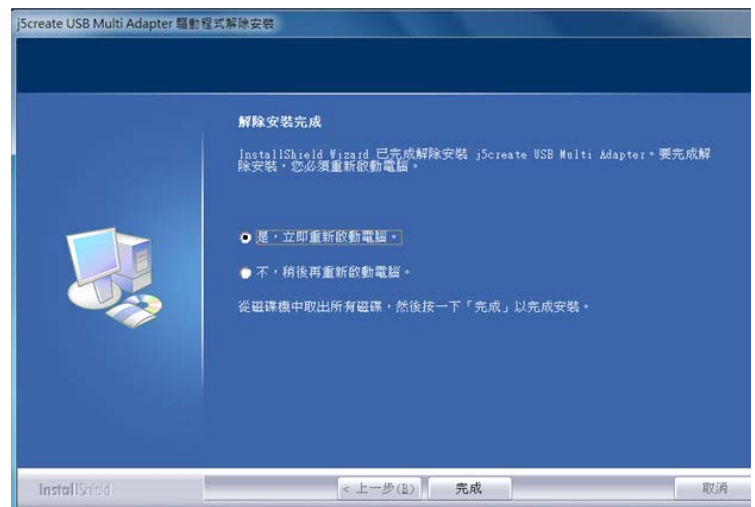 j5create USB Multi Adapter 驅動程式解除安裝
解除安裝完成
InstallShield Wizard 已完成解除安裝 j5create USB Multi Adapter。要完成解
除安裝，您必須重新啟動電腦。
是，立即重新啟動電腦。
不，稍後再重新啟動電腦。
從磁碟機中取出所有磁碟，然後按一下「完成」以完成安裝。
InstallShield
< 上一步(B)
完成
取消